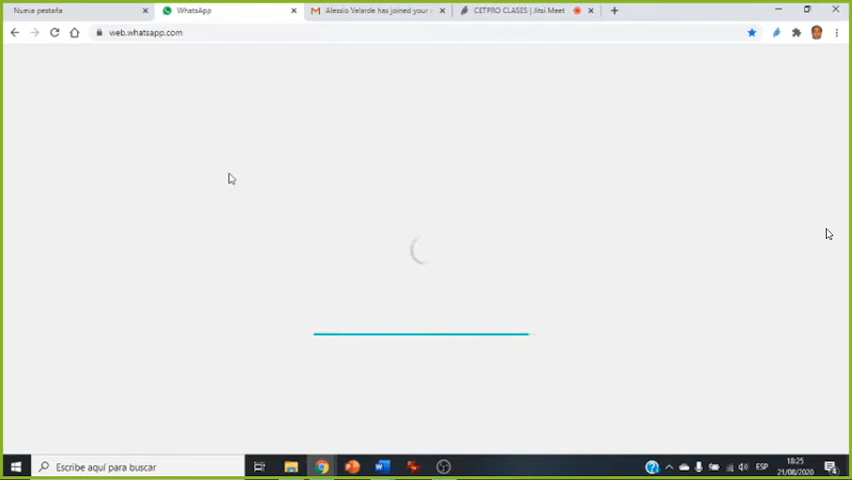 Nueva pestaña
WhatsApp
Alessio Velarde has joined your
CETPRO CLASES | Jitsi Meet
web.whatsapp.com
Escribe aquí para buscar
ESP
18:25
21/08/2020